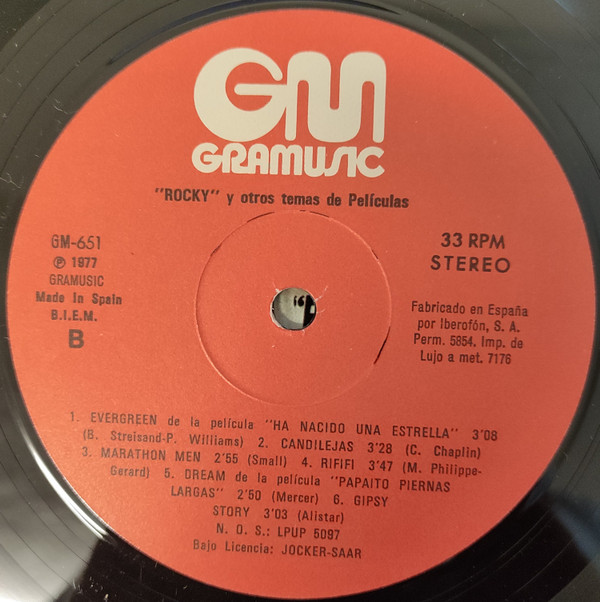 GM
GRAMUSIC
"ROCKY" y otros temas de Películas
GM-651
Ⓟ 1977
GRAMUSIC
Made In Spain
B.I.E.M.
B
33 RPM
STEREO
Fabricado en España
por Iberofón, S. A.
Perm. 5854. Imp. de
Lujo a met. 7176
1. EVERGREEN de la película "HA NACIDO UNA ESTRELLA" 3'08
(B. Streisand-P. Williams) 2. CANDILEJAS 3'28 (C. Chaplin)
3. MARATHON MEN 2'55 (Small) 4. RIFIFI 3'47 (M. Philippe-
Gerard) 5. DREAM de la película "PAPAITO PIERNAS
LARGAS" 2'50 (Mercer) 6. GIPSY
STORY 3'03 (Alistar)
N. O. S.: LPUP 5097
Bajo Licencia: JOCKER-SAAR